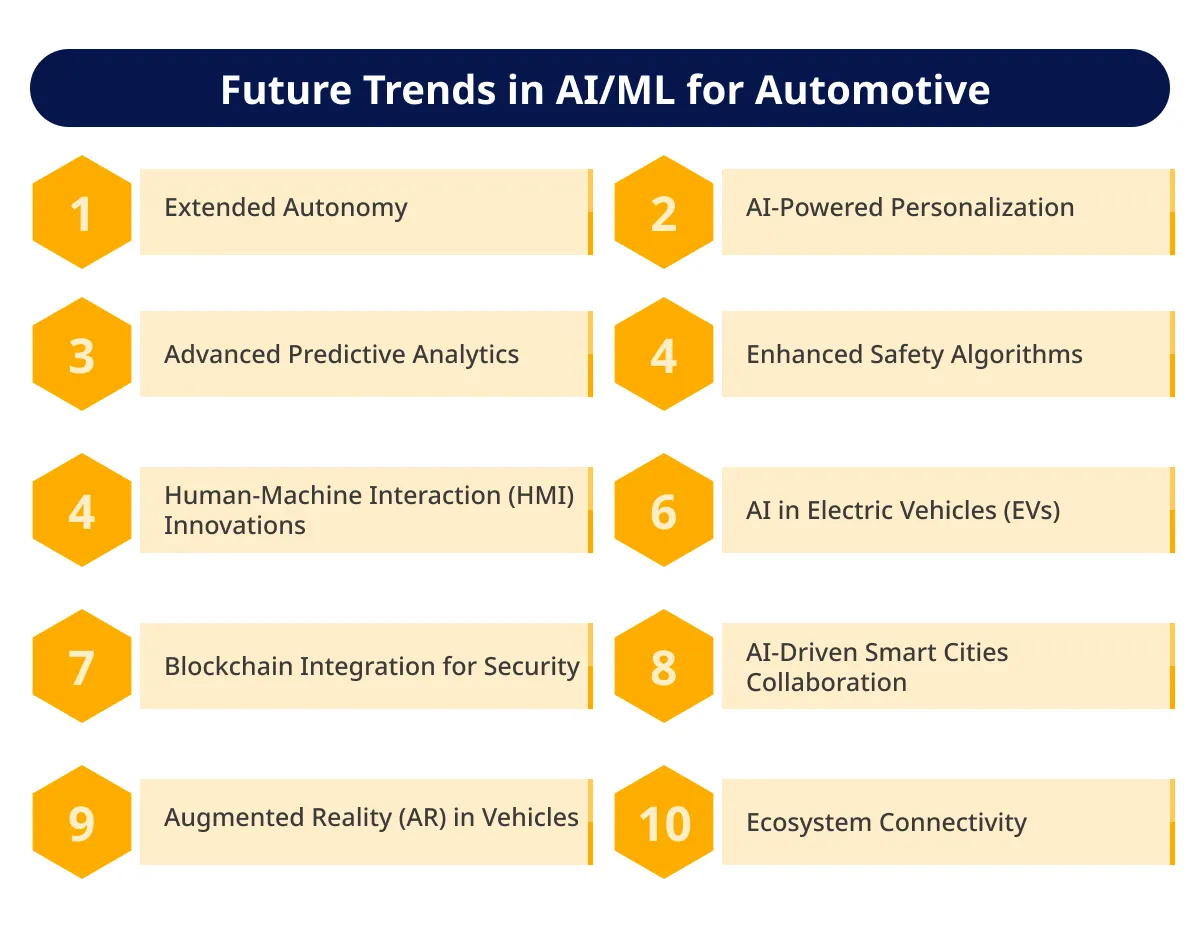 Future Trends in AI/ML for Automotive
1
Extended Autonomy
2
AI-Powered Personalization
3
Advanced Predictive Analytics
4
Enhanced Safety Algorithms
4
Human-Machine Interaction (HMI)
Innovations
6
AI in Electric Vehicles (EVs)
7
Blockchain Integration for Security
8
AI-Driven Smart Cities
Collaboration
9
Augmented Reality (AR) in Vehicles
10
Ecosystem Connectivity